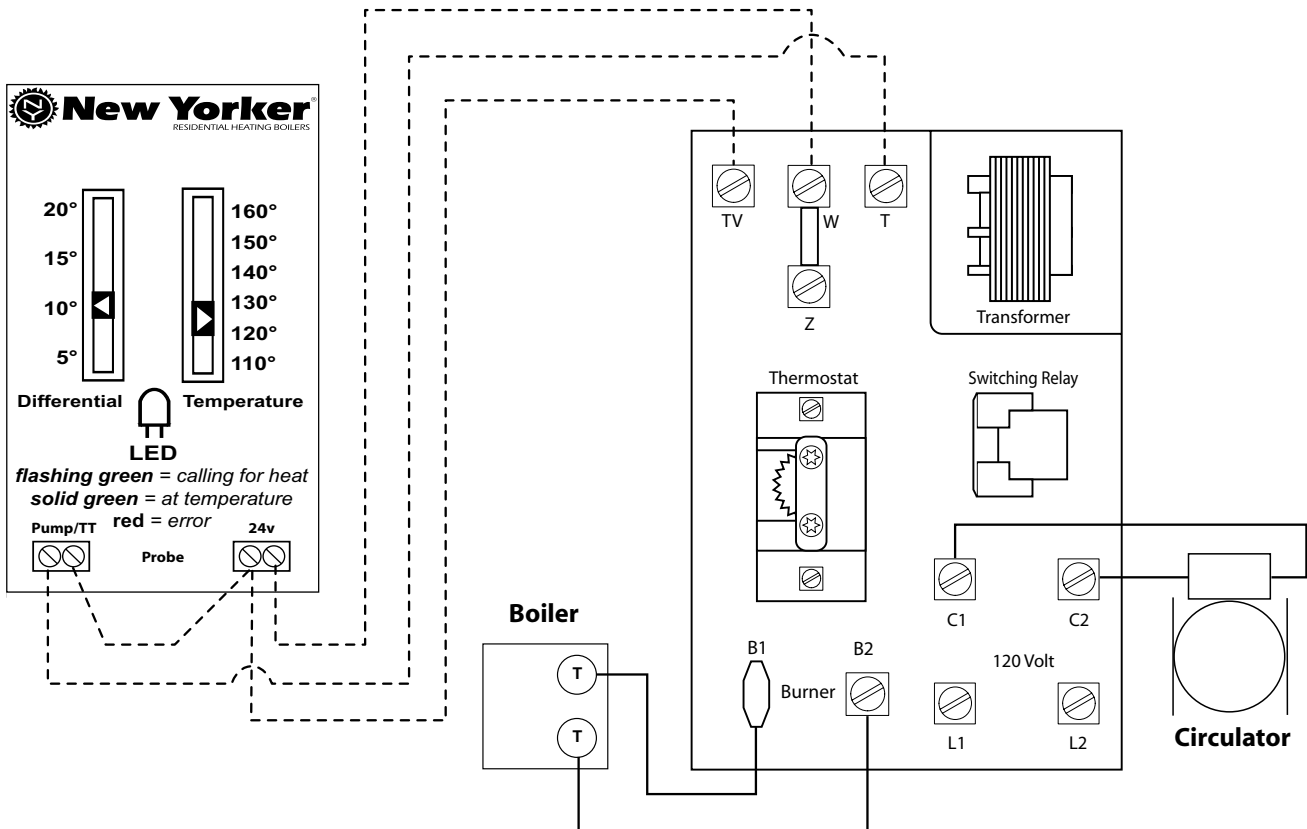 New Yorker®
RESIDENTIAL HEATING BOILERS
20°
15°
10°
5°
160°
150°
140°
130°
120°
110°
Differential
Temperature
LED
flashing green = calling for heat
solid green = at temperature
red = error
Pump/TT
Probe
24v
TV
W
T
Z
Transformer
Thermostat
Switching Relay
C1
C2
Boiler
T
T
B1
B2
Burner
120 Volt
L1
L2
Circulator